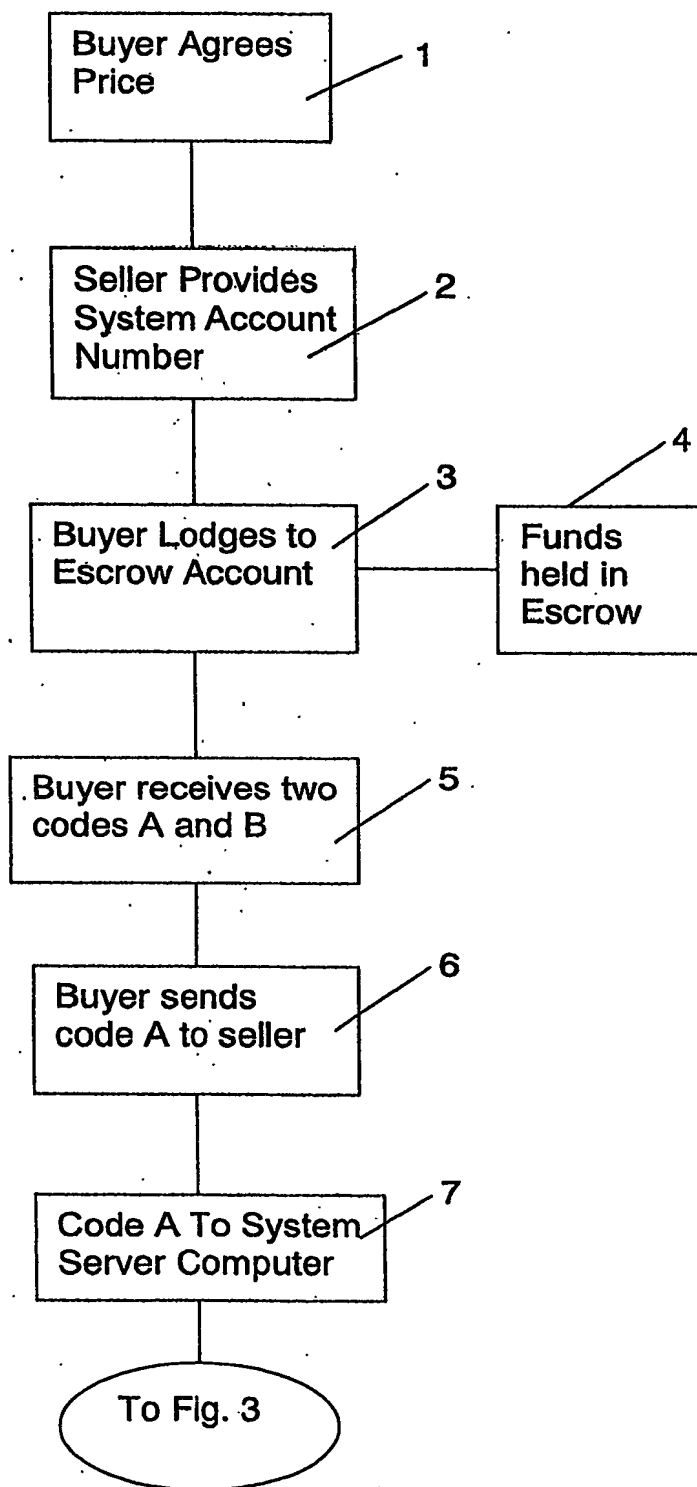 Buyer Agrees
Price
1
Seller Provides
System Account
Number
2
Buyer Lodges to
Escrow Account
3
Funds
held in
Escrow
4
Buyer receives two
codes A and B
5
Buyer sends
code A to seller
6
Code A To System
Server Computer
7
To Fig. 3